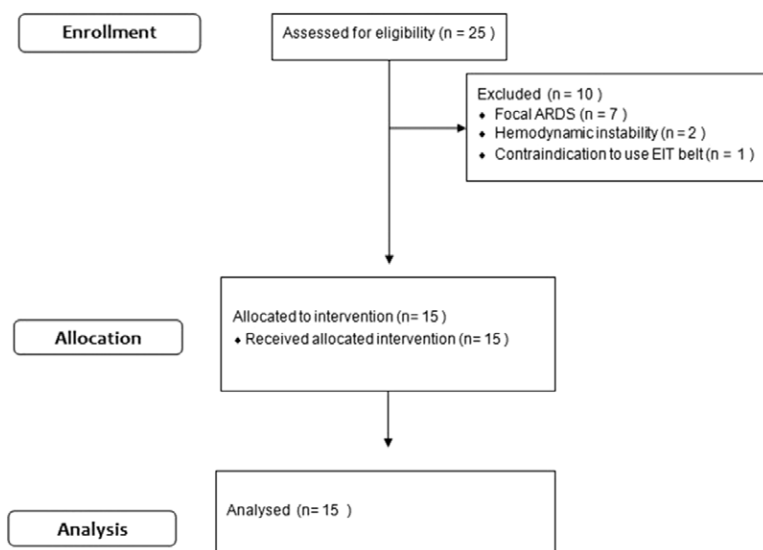 Enrollment
Assessed for eligibility (n = 25 )
Excluded (n = 10 )
♦ Focal ARDS (n = 7 )
♦ Hemodynamic instability (n = 2 )
♦ Contraindication to use EIT belt (n = 1 )
Allocation
Allocated to intervention (n= 15 )
♦ Received allocated intervention (n= 15 )
Analysis
Analysed (n= 15 )